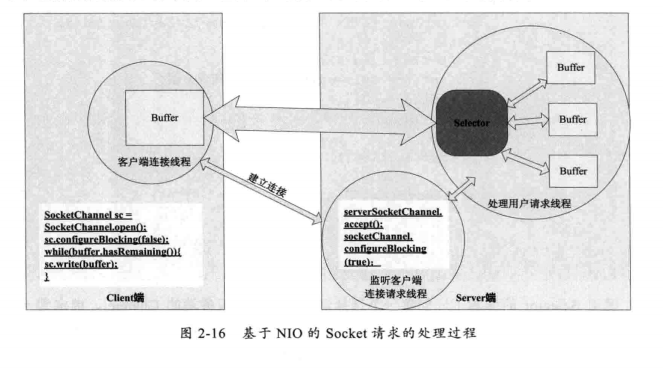 Buffer
客户端连接线程
SocketChannel sc =
SocketChannel.open();
sc.configureBlocking(false);
while(buffer.hasRemaining()){
sc.write(buffer);
}
Client端
建立连接
Selector
Buffer
Buffer
Buffer
处理用户请求线程
serverSocketChannel.
accept();
socketChannel.
configureBlocking
(true);
监听客户端
连接请求线程
Server端
图 2-16 基于 NIO 的 Socket 请求的处理过程